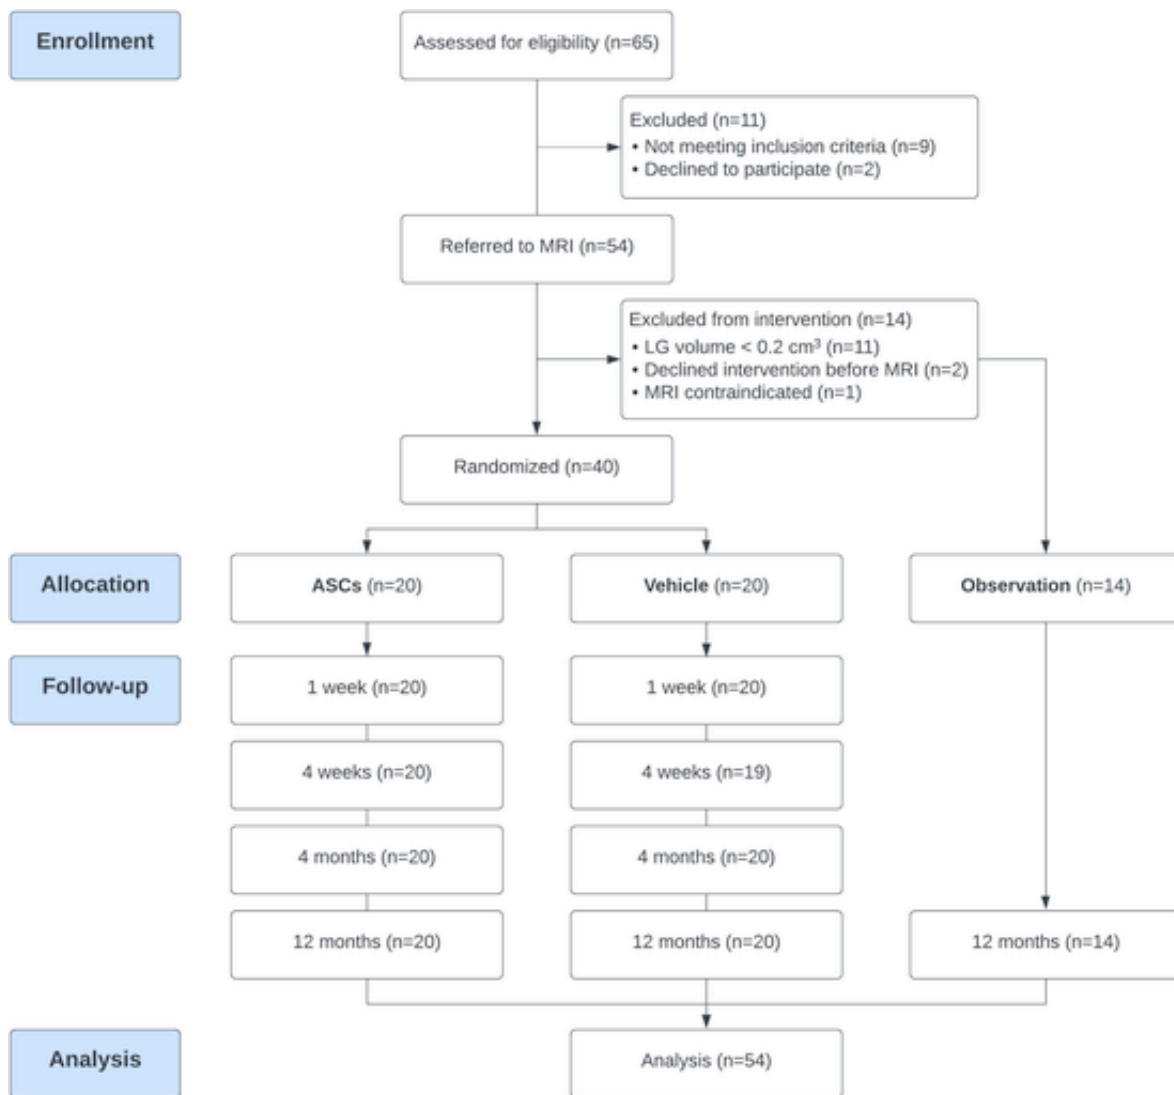 Enrollment
Assessed for eligibility (n=65)
Excluded (n=11)
• Not meeting inclusion criteria (n=9)
• Declined to participate (n=2)
Referred to MRI (n=54)
Excluded from intervention (n=14)
• LG volume < 0.2 cm³ (n=11)
• Declined intervention before MRI (n=2)
• MRI contraindicated (n=1)
Randomized (n=40)
Allocation
ASCs (n=20)
Vehicle (n=20)
Observation (n=14)
Follow-up
1 week (n=20)
1 week (n=20)
4 weeks (n=20)
4 weeks (n=19)
4 months (n=20)
4 months (n=20)
12 months (n=20)
12 months (n=20)
12 months (n=14)
Analysis
Analysis (n=54)